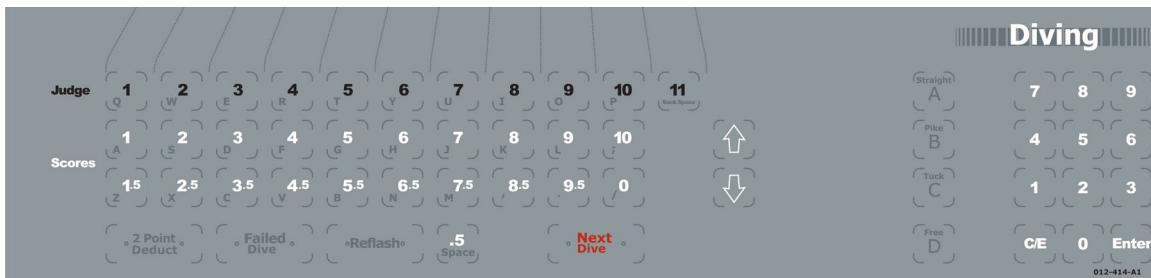 Diving
Judge 1 2 3 4 5 6 7 8 9 10 11
Q W E R T Y U I O P Back Space
Straight A
7 8 9
Scores
1 2 3 4 5 6 7 8 9 10
A S D F G H J K L ;
Pike B
4 5 6
1.5 2.5 3.5 4.5 5.5 6.5 7.5 8.5 9.5 0
Z X C V B N M , . /
Tuck C
1 2 3
2 Point Deduct
Failed Dive
Reflash
.5 Space
Next Dive
Free D
C/E 0 Enter
012-414-A1